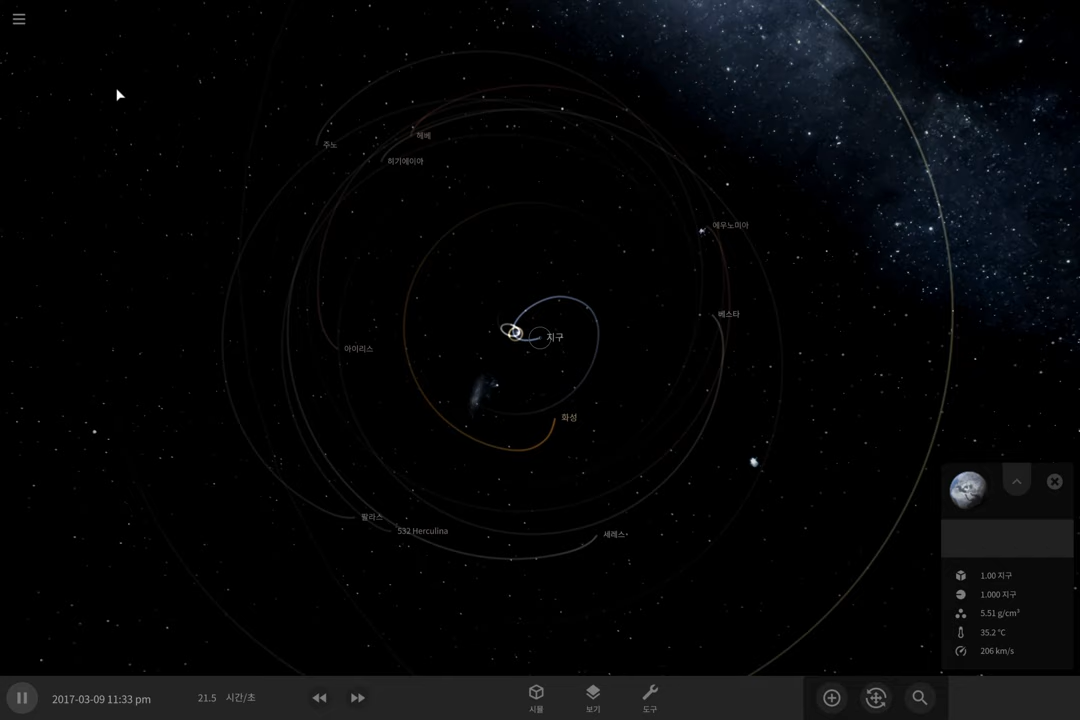 헤베
주노
히기에이아
에우노미아
베스타
지구
아이리스
화성
팔라스
532 Herculina
세레스
1.00 지구
1.000 지구
5.51 g/cm³
35.2 °C
206 km/s
2017-03-09 11:33 pm
21.5 시간/초
시뮬
보기
도구